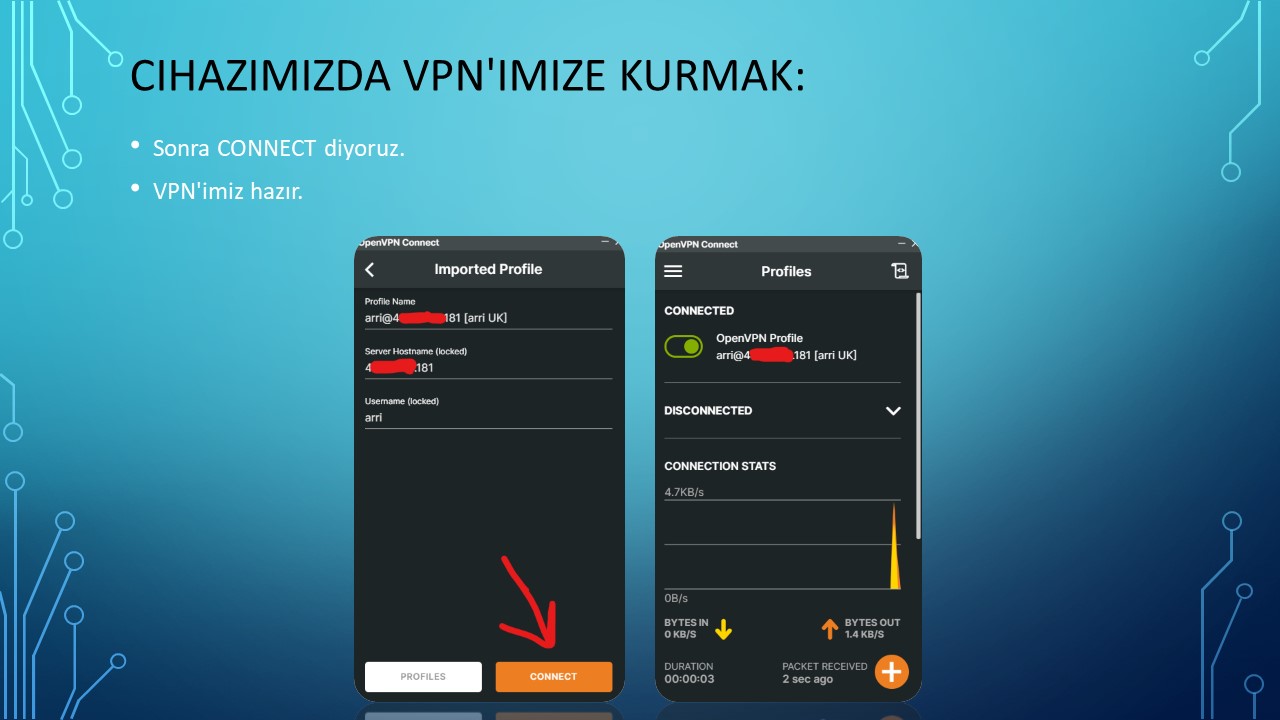 CIHAZIMIZDA VPN'IMIZE KURMAK:
• Sonra CONNECT diyoruz.
• VPN'imiz hazır.
OpenVPN Connect
Imported Profile
Profile Name
arri@4 181 [arri UK]
Server Hostname (locked)
4 .181
Username (locked)
arri
PROFILES
CONNECT
OpenVPN Connect
Profiles
CONNECTED
OpenVPN Profile
arri@4 .181 [arri UK]
DISCONNECTED
CONNECTION STATS
4.7KB/s
0B/s
BYTES IN
0 KB/S
BYTES OUT
1.4 KB/S
DURATION
00:00:03
PACKET RECEIVED
2 sec ago